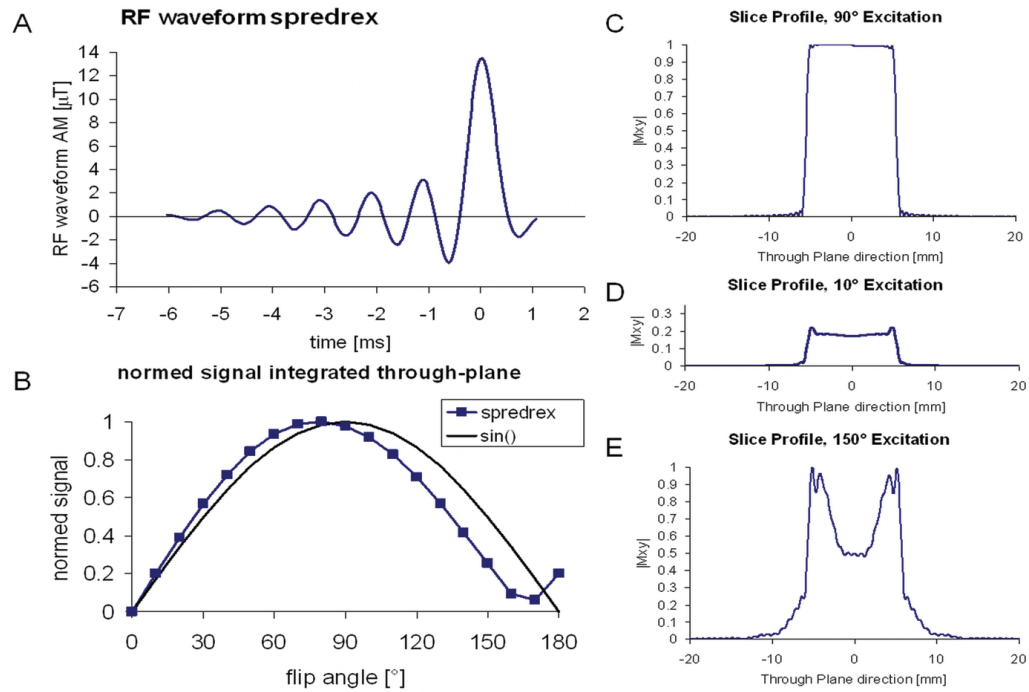 A
RF waveform spredrex
RF waveform AM [µT]
14
12
10
8
6
4
2
0
-2
-4
-6
-7 -6 -5 -4 -3 -2 -1 0 1 2
time [ms]
B
normed signal integrated through-plane
normed signal
1
0.8
0.6
0.4
0.2
0
spredrex
sin()
0 30 60 90 120 150 180
flip angle [°]
C
Slice Profile, 90° Excitation
|Mxy|
1
0.9
0.8
0.7
0.6
0.5
0.4
0.3
0.2
0.1
0
-20 -10 0 10 20
Through Plane direction [mm]
D
Slice Profile, 10° Excitation
|Mxy|
0.3
0.2
0.1
0
-20 -10 0 10 20
Through Plane direction [mm]
E
Slice Profile, 150° Excitation
|Mxy|
1
0.9
0.8
0.7
0.6
0.5
0.4
0.3
0.2
0.1
0
-20 -10 0 10 20
Through Plane direction [mm]